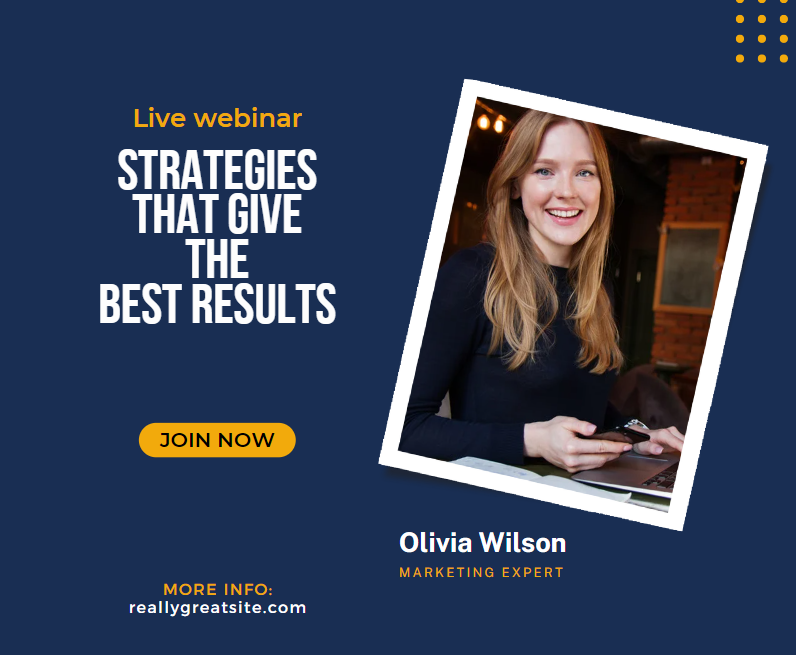 Live webinar
STRATEGIES
THAT GIVE
THE
BEST RESULTS
JOIN NOW
Olivia Wilson
MARKETING EXPERT
MORE INFO:
reallygreatsite.com